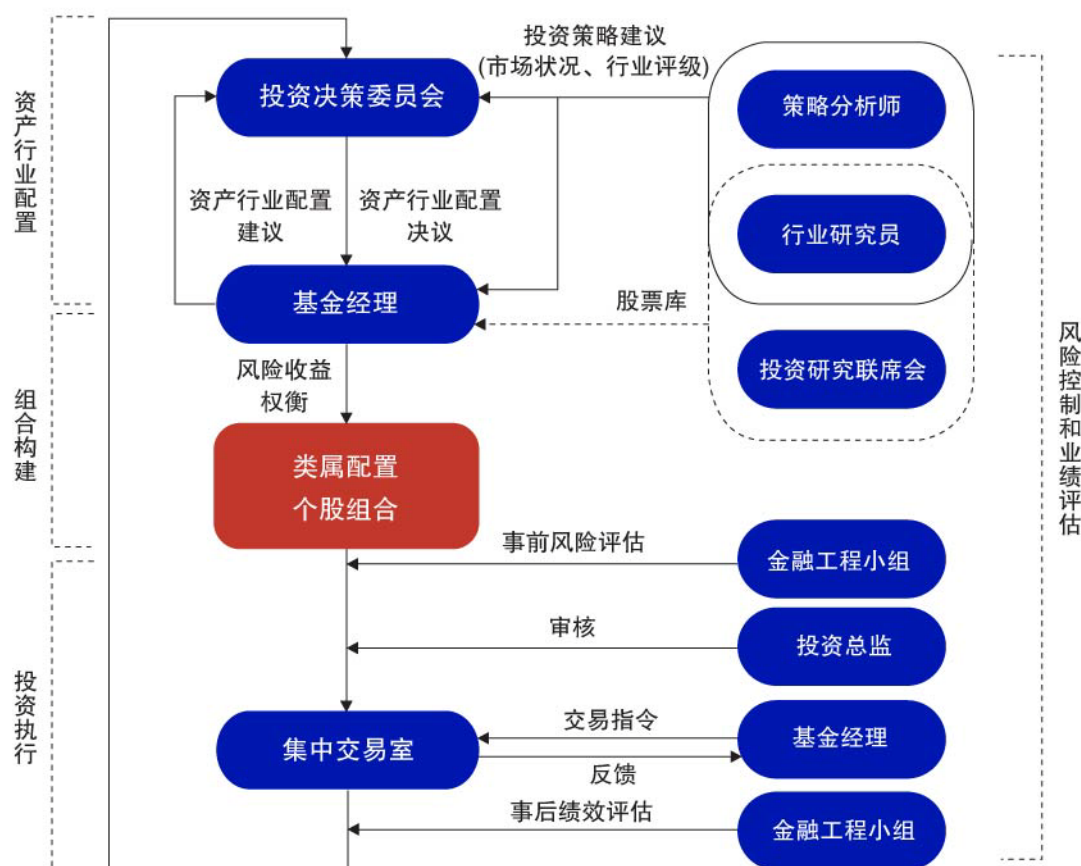 投资策略建议
(市场状况、行业评级)
投资决策委员会
策略分析师
资产行业配置
资产行业配置
建议
资产行业配置
决议
行业研究员
基金经理
股票库
风险收益
权衡
投资研究联席会
组合构建
类属配置
个股组合
风险控制和业绩评估
事前风险评估
金融工程小组
审核
投资总监
投资执行
集中交易室
交易指令
反馈
基金经理
事后绩效评估
金融工程小组